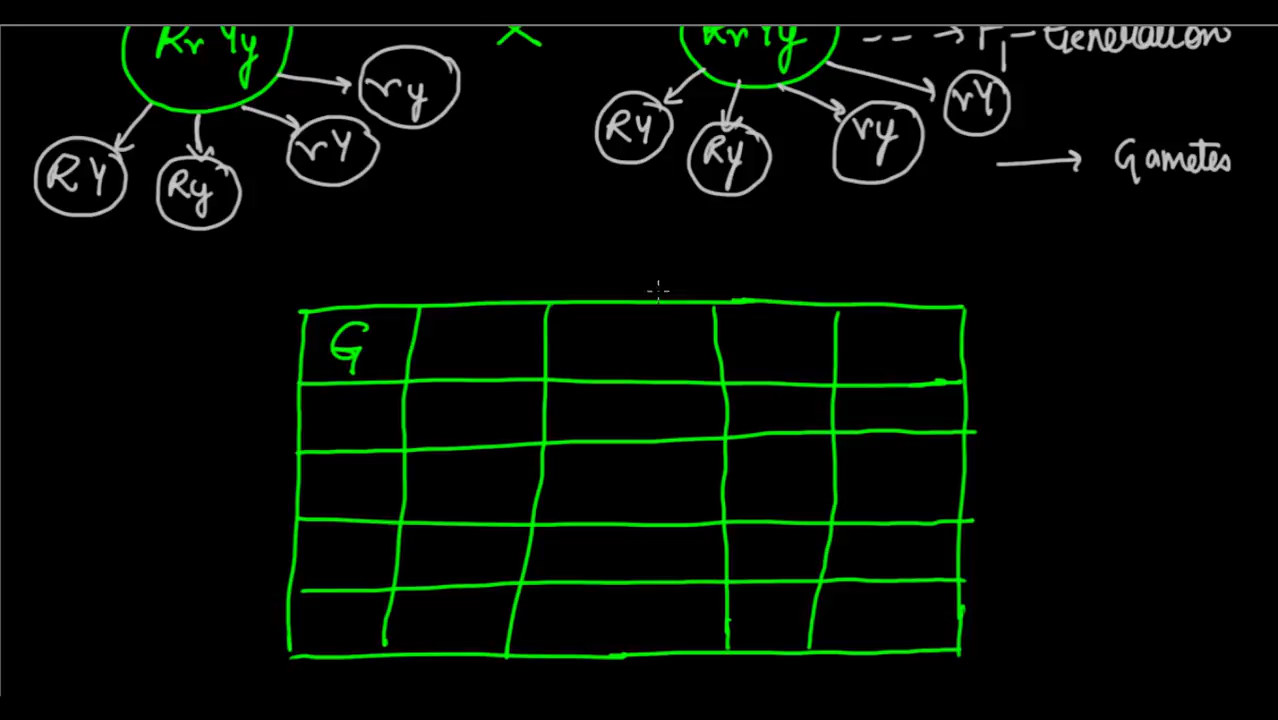 RrYy × RrYy --→ F1 - Generation
ry rY
RY Ry rY RY Ry ry → Gametes
G